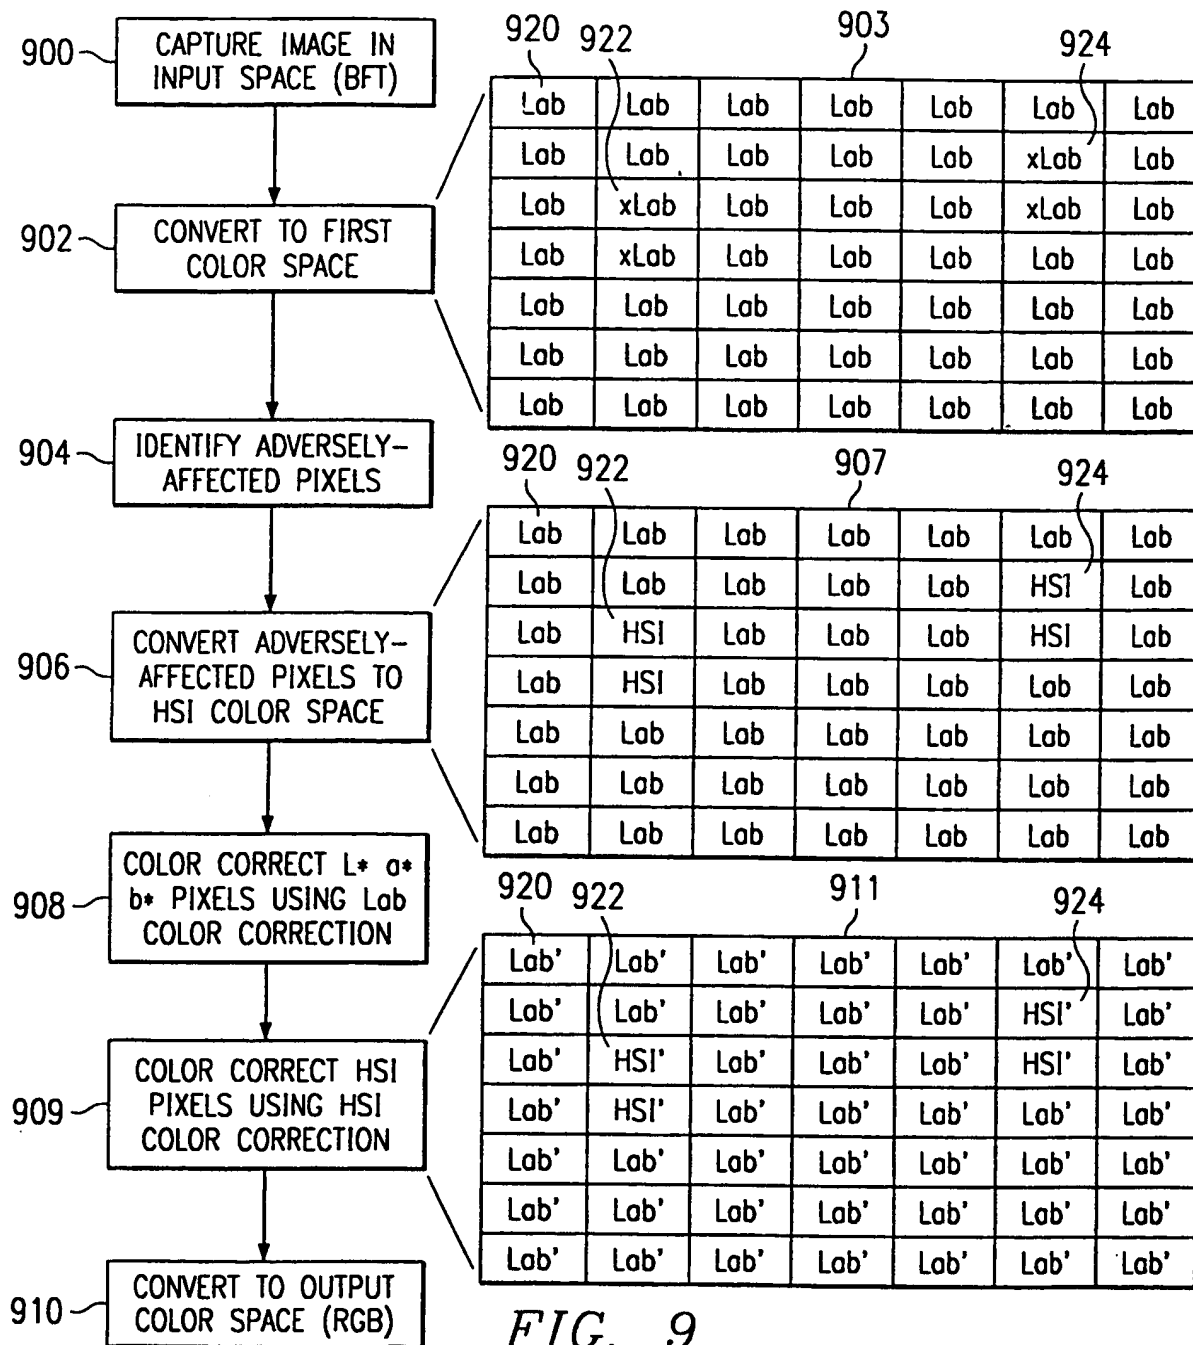 900
CAPTURE IMAGE IN
INPUT SPACE (BFT)
902
CONVERT TO FIRST
COLOR SPACE
904
IDENTIFY ADVERSELY-
AFFECTED PIXELS
906
CONVERT ADVERSELY-
AFFECTED PIXELS TO
HSI COLOR SPACE
908
COLOR CORRECT L* a*
b* PIXELS USING Lab
COLOR CORRECTION
909
COLOR CORRECT HSI
PIXELS USING HSI
COLOR CORRECTION
910
CONVERT TO OUTPUT
COLOR SPACE (RGB)
920 922 903 924
Lab Lab Lab Lab Lab Lab Lab
Lab Lab Lab Lab Lab xLab Lab
Lab xLab Lab Lab Lab xLab Lab
Lab xLab Lab Lab Lab Lab Lab
Lab Lab Lab Lab Lab Lab Lab
Lab Lab Lab Lab Lab Lab Lab
Lab Lab Lab Lab Lab Lab Lab
920 922 907 924
Lab Lab Lab Lab Lab Lab Lab
Lab Lab Lab Lab Lab HSI Lab
Lab HSI Lab Lab Lab HSI Lab
Lab HSI Lab Lab Lab Lab Lab
Lab Lab Lab Lab Lab Lab Lab
Lab Lab Lab Lab Lab Lab Lab
Lab Lab Lab Lab Lab Lab Lab
920 922 911 924
Lab' Lab' Lab' Lab' Lab' Lab' Lab'
Lab' Lab' Lab' Lab' Lab' HSI' Lab'
Lab' HSI' Lab' Lab' Lab' HSI' Lab'
Lab' HSI' Lab' Lab' Lab' Lab' Lab'
Lab' Lab' Lab' Lab' Lab' Lab' Lab'
Lab' Lab' Lab' Lab' Lab' Lab' Lab'
Lab' Lab' Lab' Lab' Lab' Lab' Lab'
FIG. 9